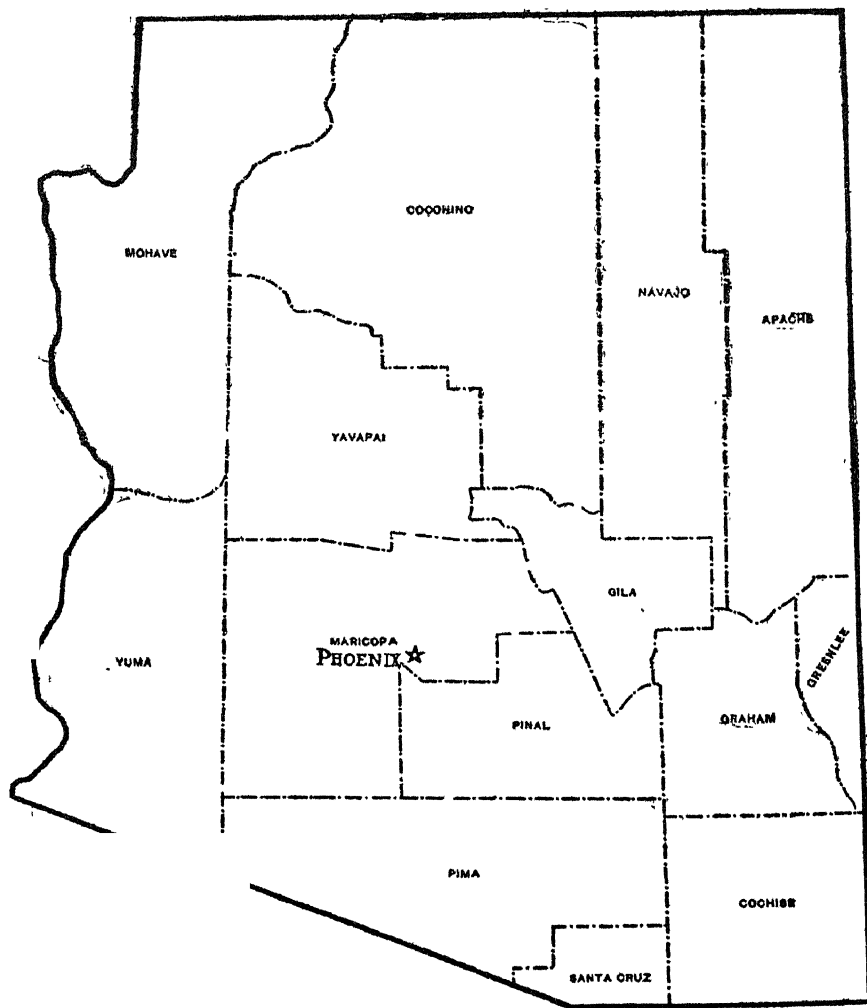 COCONINO
MOHAVE
NAVAJO
APACHE
YAVAPAI
GILA
MARICOPA
PHOENIX
YUMA
GREENLEE
PINAL
GRAHAM
PIMA
COCHISE
SANTA CRUZ